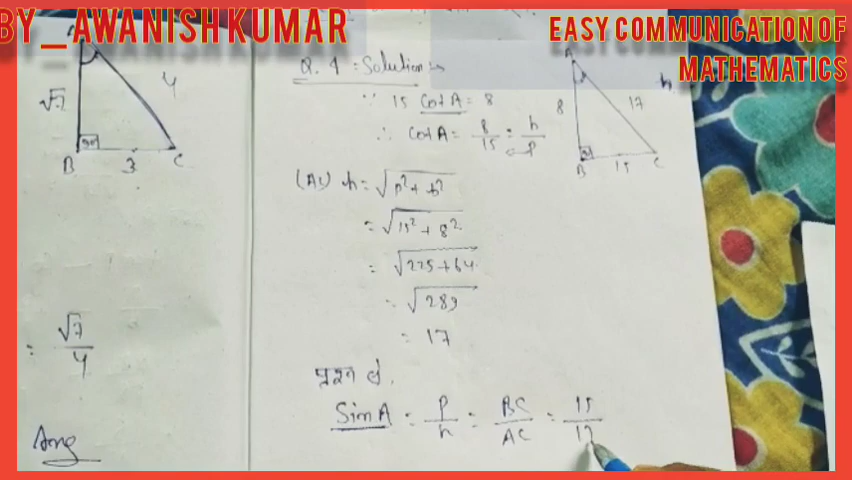 BY_AWANISH KUMAR
EASY COMMUNICATION OF
MATHEMATICS
√7
4
B
90°
3
C
= √7/4
Ans
Q. 4 : Solution :-
∵ 15 Cot A = 8
∴ Cot A = 8/15 = b/p
(AC) h = √p² + b²
= √15² + 8²
= √225 + 64
= √289
= 17
प्रश्न से,
Sin A = P/h = BC/AC = 15/17
A
8
17
h
B
90°
15
C